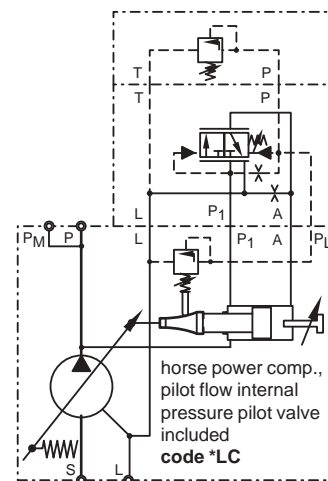 T P
T P
L P1 A
PM P L P1 A PL
horse power comp.,
pilot flow internal
pressure pilot valve
included
code *LC
S L